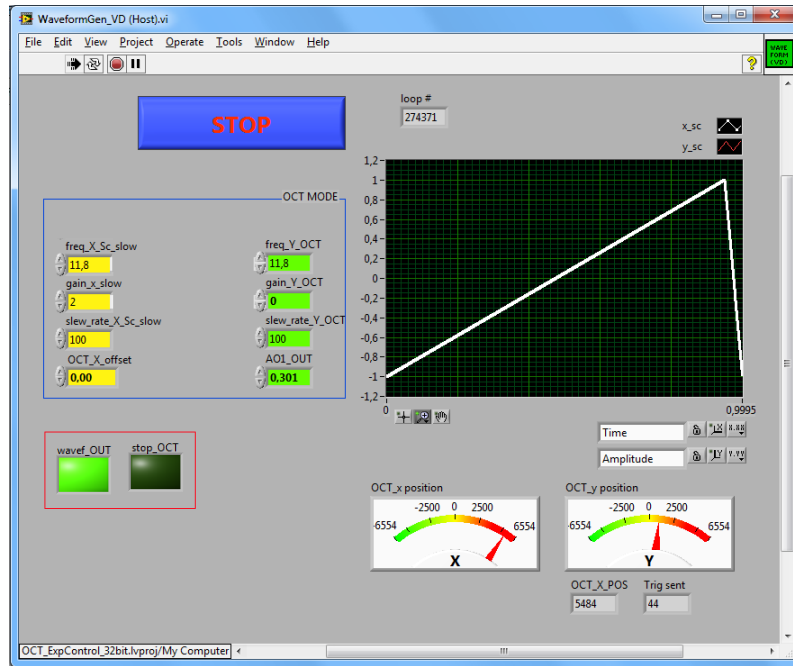 WaveformGen_VD (Host).vi
File Edit View Project Operate Tools Window Help
WAVE
FORM
(VD)
STOP
loop #
274371
x_sc
y_sc
OCT MODE
freq_X_Sc_slow
11,8
gain_x_slow
2
slew_rate_X_Sc_slow
100
OCT_X_offset
0,00
freq_Y_OCT
11,8
gain_Y_OCT
0
slew_rate_Y_OCT
100
AO1_OUT
0,301
1,2
1
0,8
0,6
0,4
0,2
0
-0,2
-0,4
-0,6
-0,8
-1
-1,2
0 0,9995
Time
Amplitude
wavef_OUT stop_OCT
OCT_x position
-2500 0 2500
-6554 6554
X
OCT_y position
-2500 0 2500
-6554 6554
Y
OCT_X_POS Trig sent
5484 44
OCT_ExpControl_32bit.lvproj/My Computer